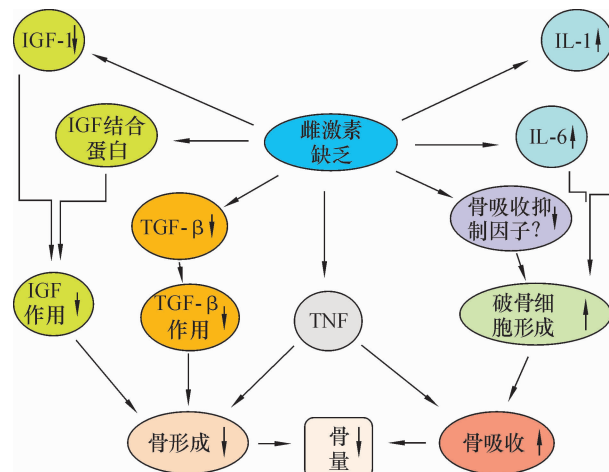 IGF-1↓
IL-1↑
IGF结合
蛋白
雌激素
缺乏
IL-6↑
TGF-β↓
骨吸收抑
制因子?↓
IGF
作用↓
TGF-β
作用↓
TNF
破骨细
胞形成↑
骨形成↓
骨
量↓
骨吸收↑